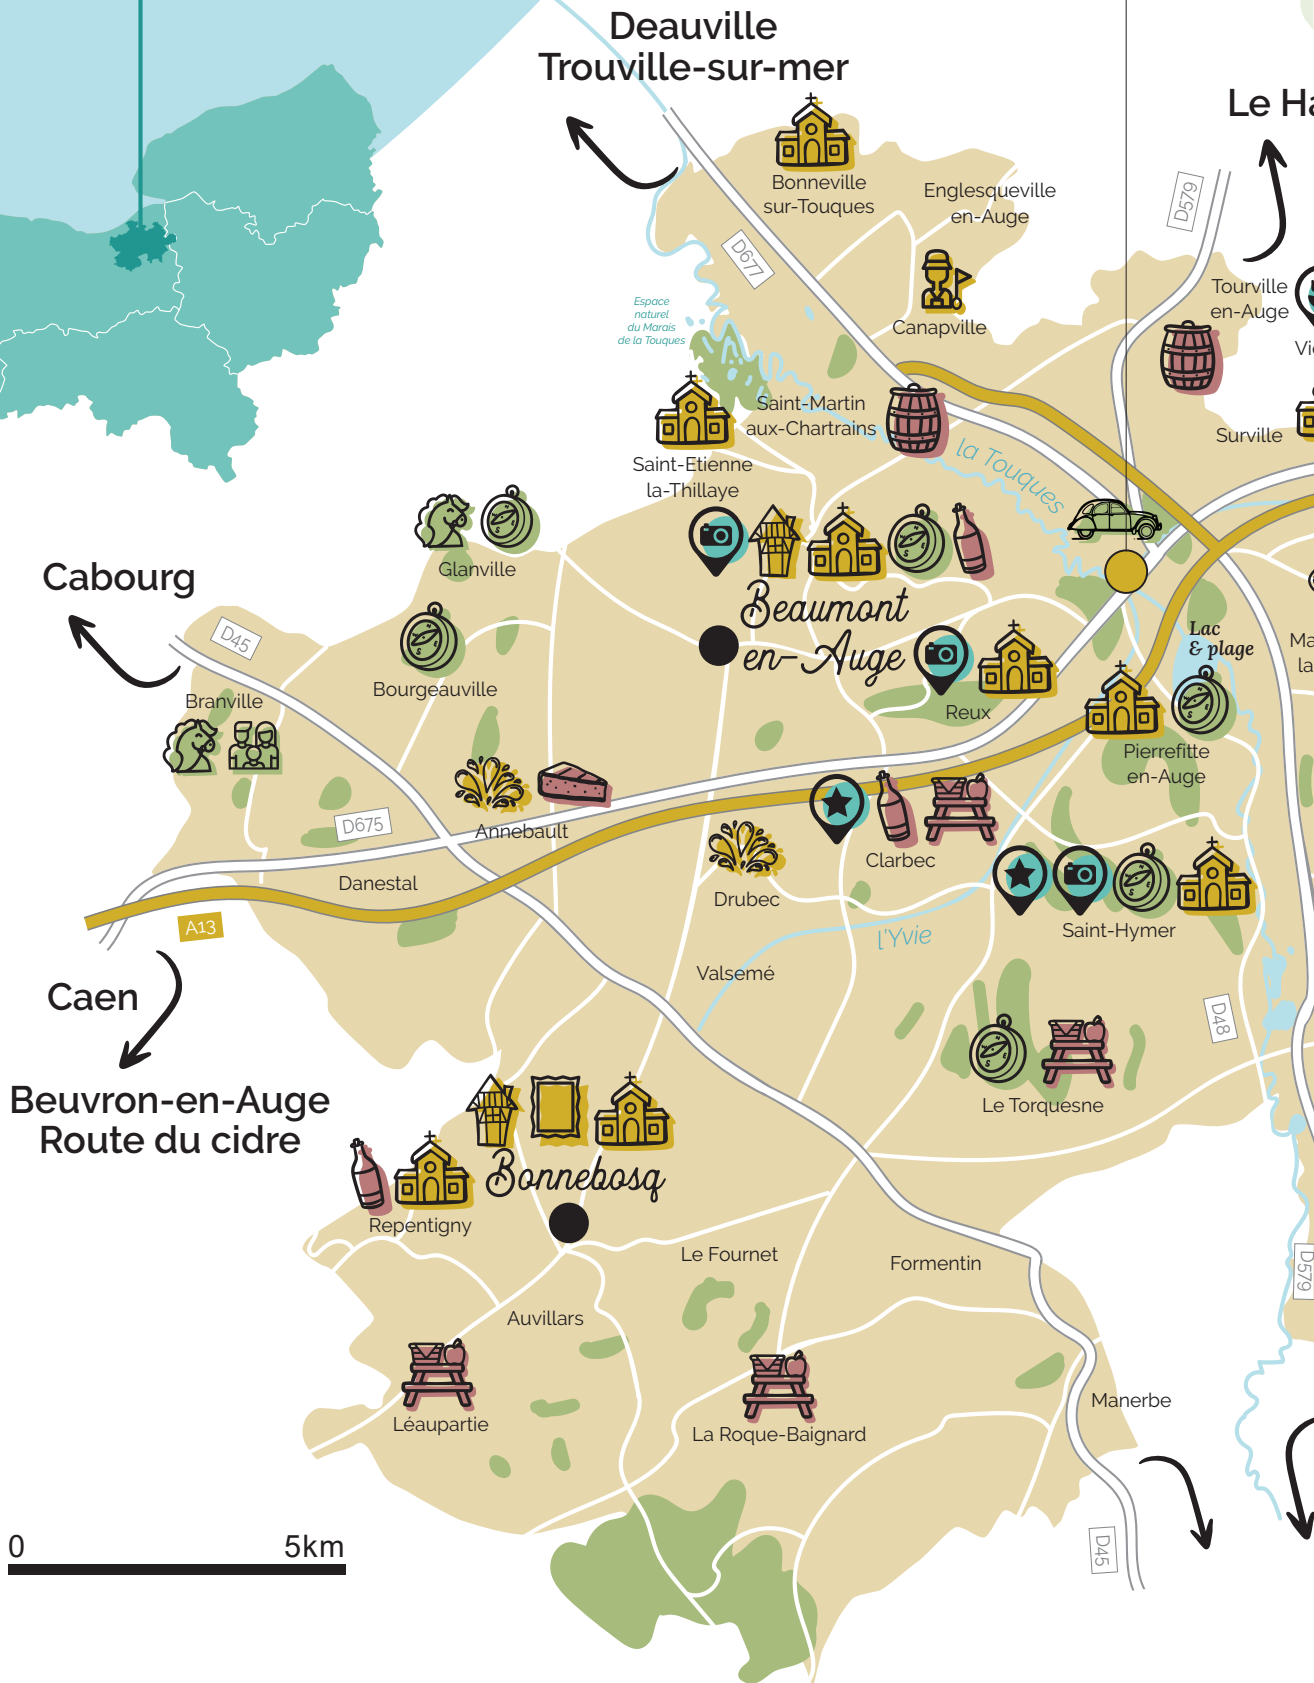 Deauville
Trouville-sur-mer
Le Ha
Bonneville
sur-Touques
Englesqueville
en-Auge
D579
D677
Canapville
Tourville
en-Auge
Vie
Espace
naturel
du Marais
de la Touques
Saint-Martin
aux-Chartrains
Surville
la Touques
Saint-Etienne
la-Thillaye
Glanville
Cabourg
Beaumont
en-Auge
D45
Lac
& plage
Ma
la
Bourgeauville
Branville
Reux
Pierrefitte
en-Auge
D675
Annebault
Clarbec
Danestal
Drubec
A13
l'Yvie
Saint-Hymer
Valsemé
Caen
D48
Beuvron-en-Auge
Route du cidre
Le Torquesne
Bonnebosq
Repentigny
Le Fournet
Formentin
D579
Auvillars
Manerbe
Léaupartie
La Roque-Baignard
D45
0 5km